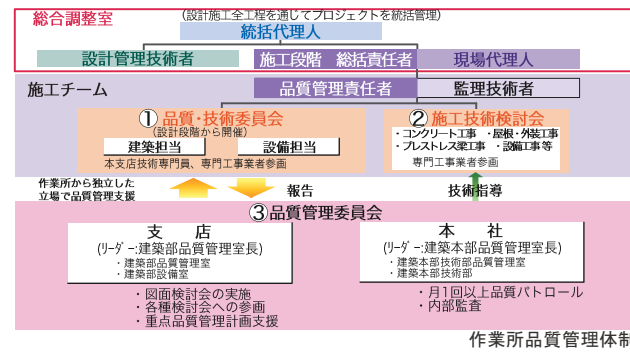 総合調整室
(設計施工全工程を通じてプロジェクトを統括管理)
統括代理人
設計管理技術者
施工段階 総括責任者
現場代理人
施工チーム
品質管理責任者
監理技術者
① 品質・技術委員会
(設計段階から開催)
建築担当
設備担当
本支店技術専門員、専門工事業者参画
② 施工技術検討会
・コンクリート工事 ・屋根・外装工事
・プレストレス梁工事 ・設備工事 等
専門工事業者参画
作業所から独立した
立場で品質管理支援
報告
技術指導
③品質管理委員会
支 店
(リーダー:建築部品質管理室長)
・建築部品質管理室
・建築部設備室
・図面検討会の実施
・各種検討会への参画
・重点品質管理計画支援
本 社
(リーダー:建築本部品質管理室長)
・建築本部技術部品質管理室
・建築本部技術部
・月1回以上品質パトロール
・内部監査
作業所品質管理体制